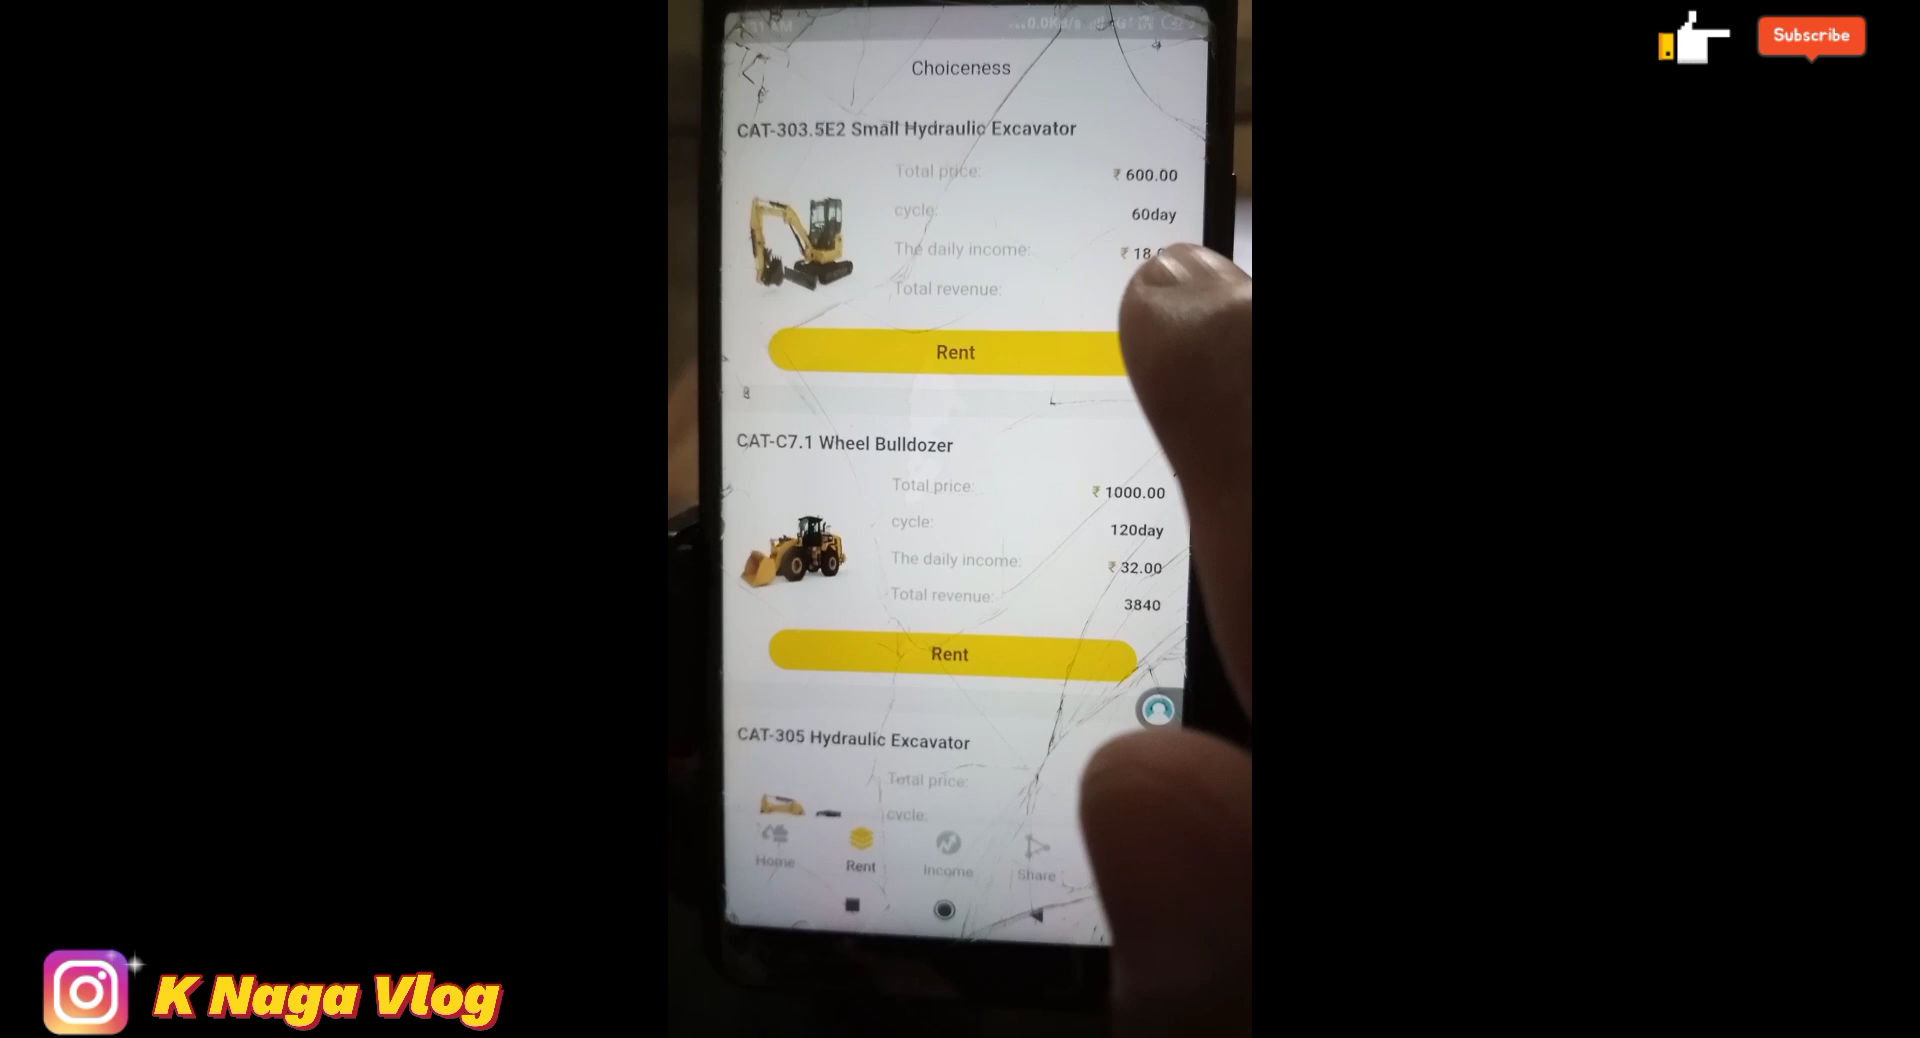 Subscribe
Choiceness
CAT-303.5E2 Small Hydraulic Excavator
Total price: ₹ 600.00
cycle: 60day
The daily income: ₹ 18.
Total revenue:
Rent
CAT-C7.1 Wheel Bulldozer
Total price: ₹ 1000.00
cycle: 120day
The daily income: ₹ 32.00
Total revenue: 3840
Rent
CAT-305 Hydraulic Excavator
Total price:
cycle:
Home Rent Income Share
K Naga Vlog